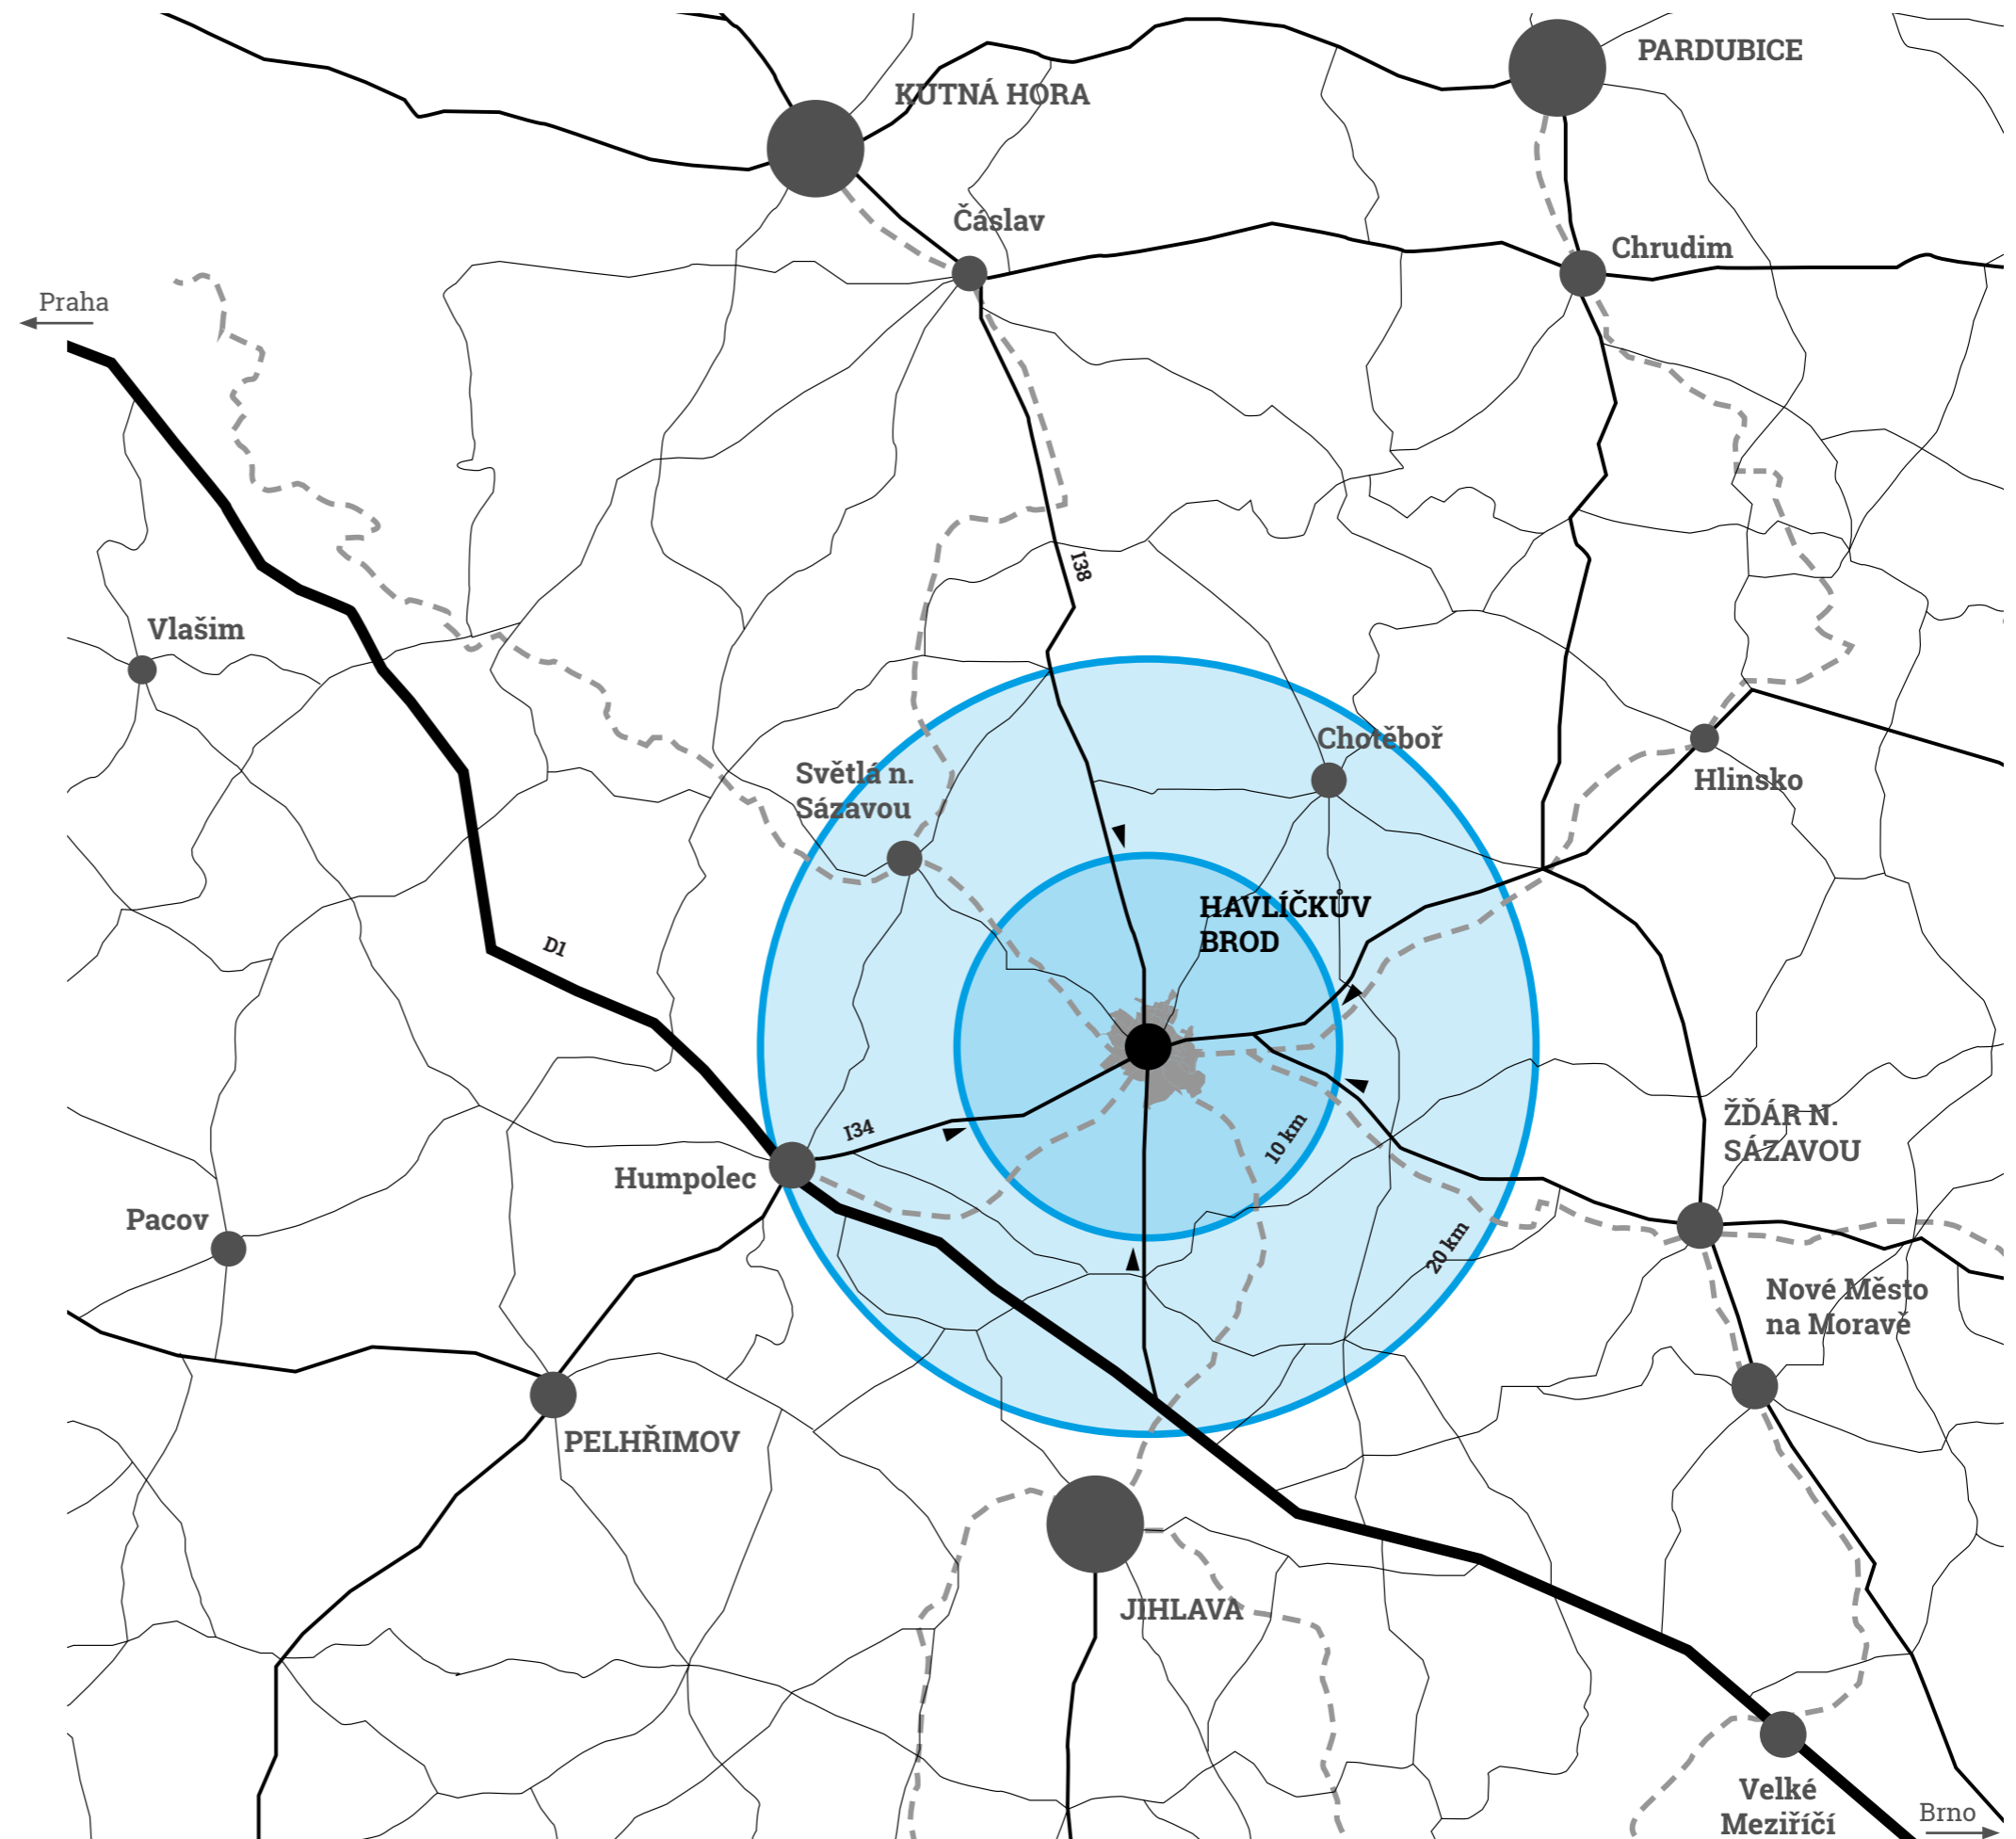 PARDUBICE
KUTNÁ HORA
Čáslav
Chrudim
Praha
I38
Vlašim
Chotěboř
Světlá n.
Sázavou
Hlinsko
HAVLÍČKŮV
BROD
D1
I34
10 km
ŽĎÁR N.
SÁZAVOU
Humpolec
Pacov
20 km
Nové Město
na Moravě
PELHŘIMOV
JIHLAVA
Velké
Meziříčí
Brno